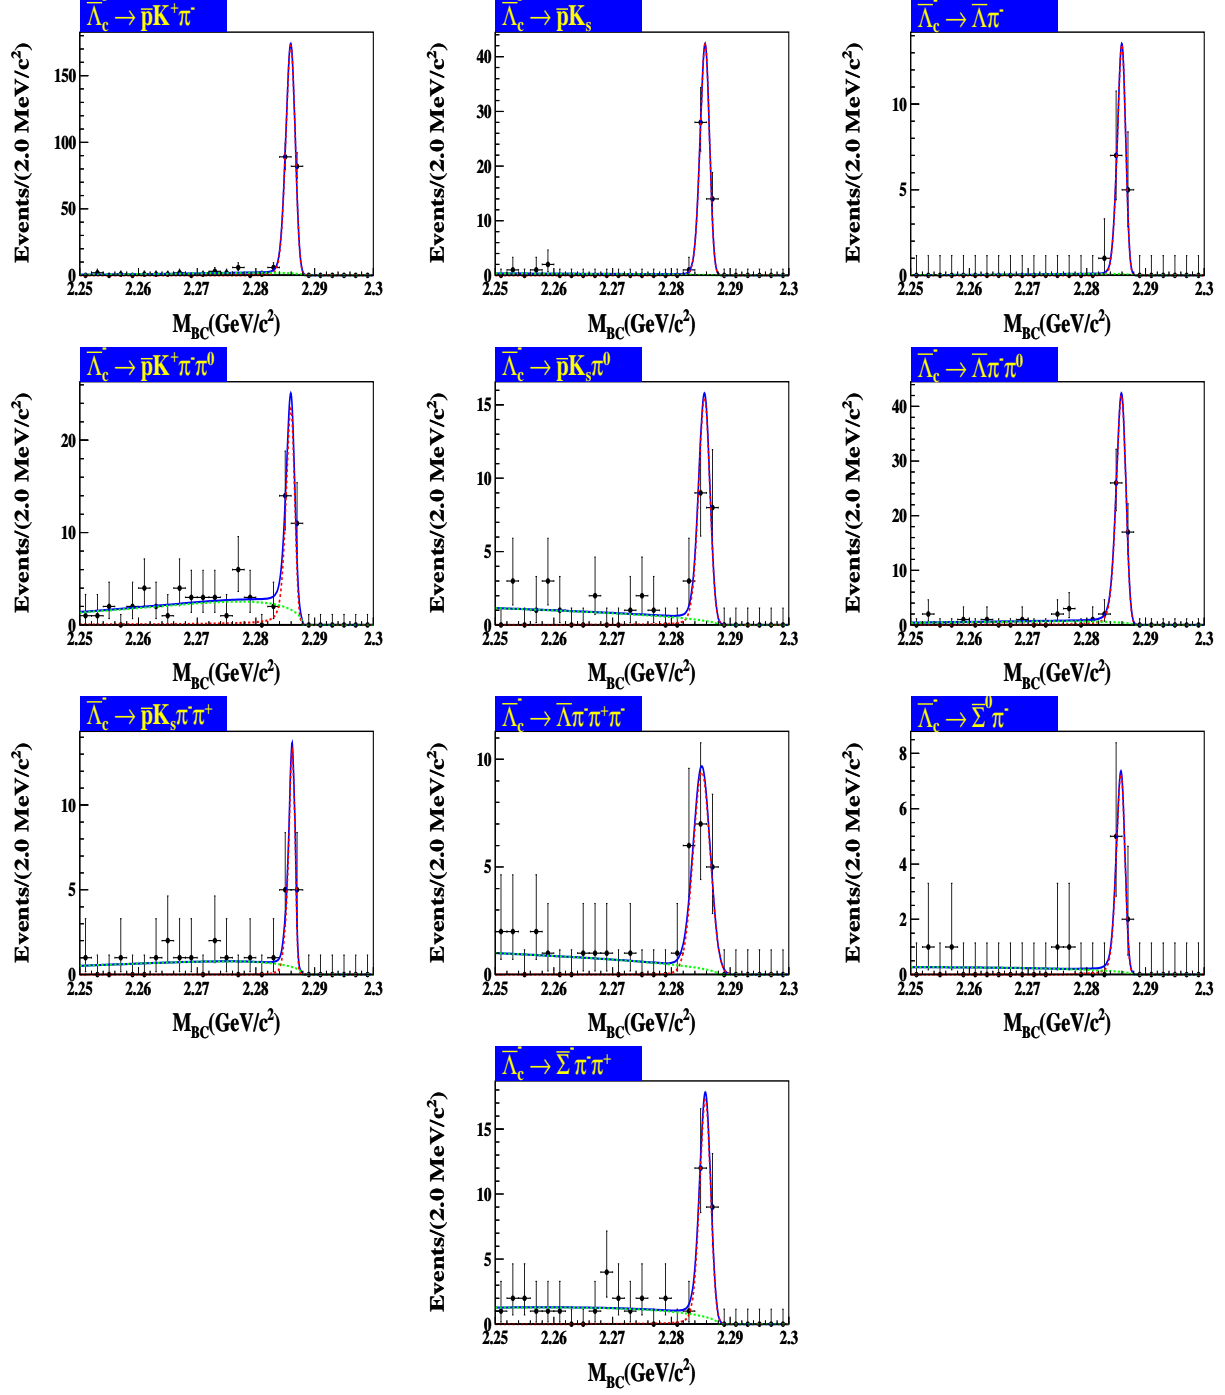 Λ̅c⁻ → p̅K⁺π⁻
Events/(2.0 MeV/c²)
150
100
50
0
2.25 2.26 2.27 2.28 2.29 2.3
M_BC(GeV/c²)
Λ̅c⁻ → p̅Ks
Events/(2.0 MeV/c²)
40
30
20
10
0
2.25 2.26 2.27 2.28 2.29 2.3
M_BC(GeV/c²)
Λ̅c⁻ → Λ̅π⁻
Events/(2.0 MeV/c²)
10
5
0
2.25 2.26 2.27 2.28 2.29 2.3
M_BC(GeV/c²)
Λ̅c⁻ → p̅K⁺π⁻π⁰
Events/(2.0 MeV/c²)
20
10
0
2.25 2.26 2.27 2.28 2.29 2.3
M_BC(GeV/c²)
Λ̅c⁻ → p̅Ksπ⁰
Events/(2.0 MeV/c²)
15
10
5
0
2.25 2.26 2.27 2.28 2.29 2.3
M_BC(GeV/c²)
Λ̅c⁻ → Λ̅π⁻π⁰
Events/(2.0 MeV/c²)
40
30
20
10
0
2.25 2.26 2.27 2.28 2.29 2.3
M_BC(GeV/c²)
Λ̅c⁻ → p̅Ksπ⁻π⁺
Events/(2.0 MeV/c²)
10
5
0
2.25 2.26 2.27 2.28 2.29 2.3
M_BC(GeV/c²)
Λ̅c⁻ → Λ̅π⁻π⁺π⁻
Events/(2.0 MeV/c²)
10
5
0
2.25 2.26 2.27 2.28 2.29 2.3
M_BC(GeV/c²)
Λ̅c⁻ → Σ̅⁰π⁻
Events/(2.0 MeV/c²)
8
6
4
2
0
2.25 2.26 2.27 2.28 2.29 2.3
M_BC(GeV/c²)
Λ̅c⁻ → Σ̅⁻π⁻π⁺
Events/(2.0 MeV/c²)
15
10
5
0
2.25 2.26 2.27 2.28 2.29 2.3
M_BC(GeV/c²)